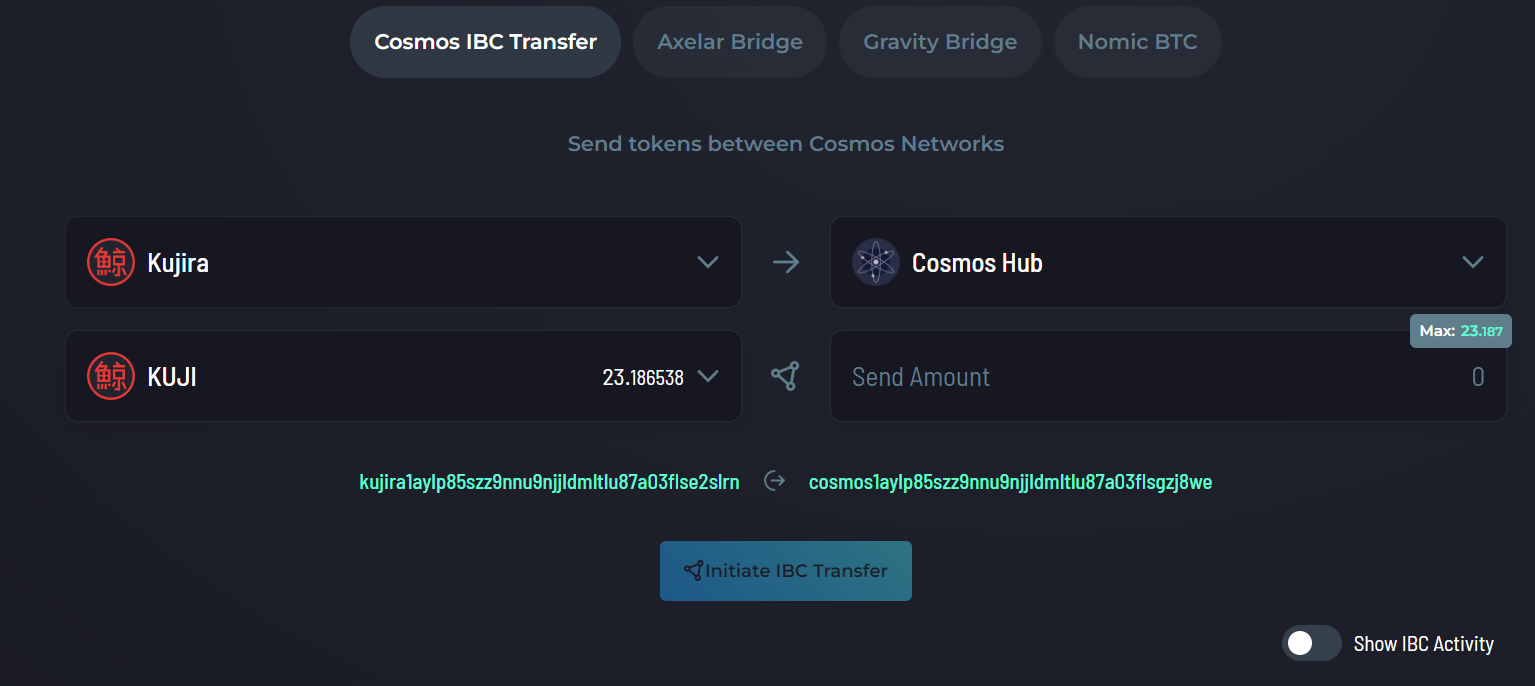 Cosmos IBC Transfer Axelar Bridge Gravity Bridge Nomic BTC
Send tokens between Cosmos Networks
鯨 Kujira Cosmos Hub
Max: 23.187
鯨 KUJI 23.186538 Send Amount 0
kujira1aylp85szz9nnu9njjldmltlu87a03flse2slrn cosmos1aylp85szz9nnu9njjldmltlu87a03flsgzj8we
Initiate IBC Transfer
Show IBC Activity